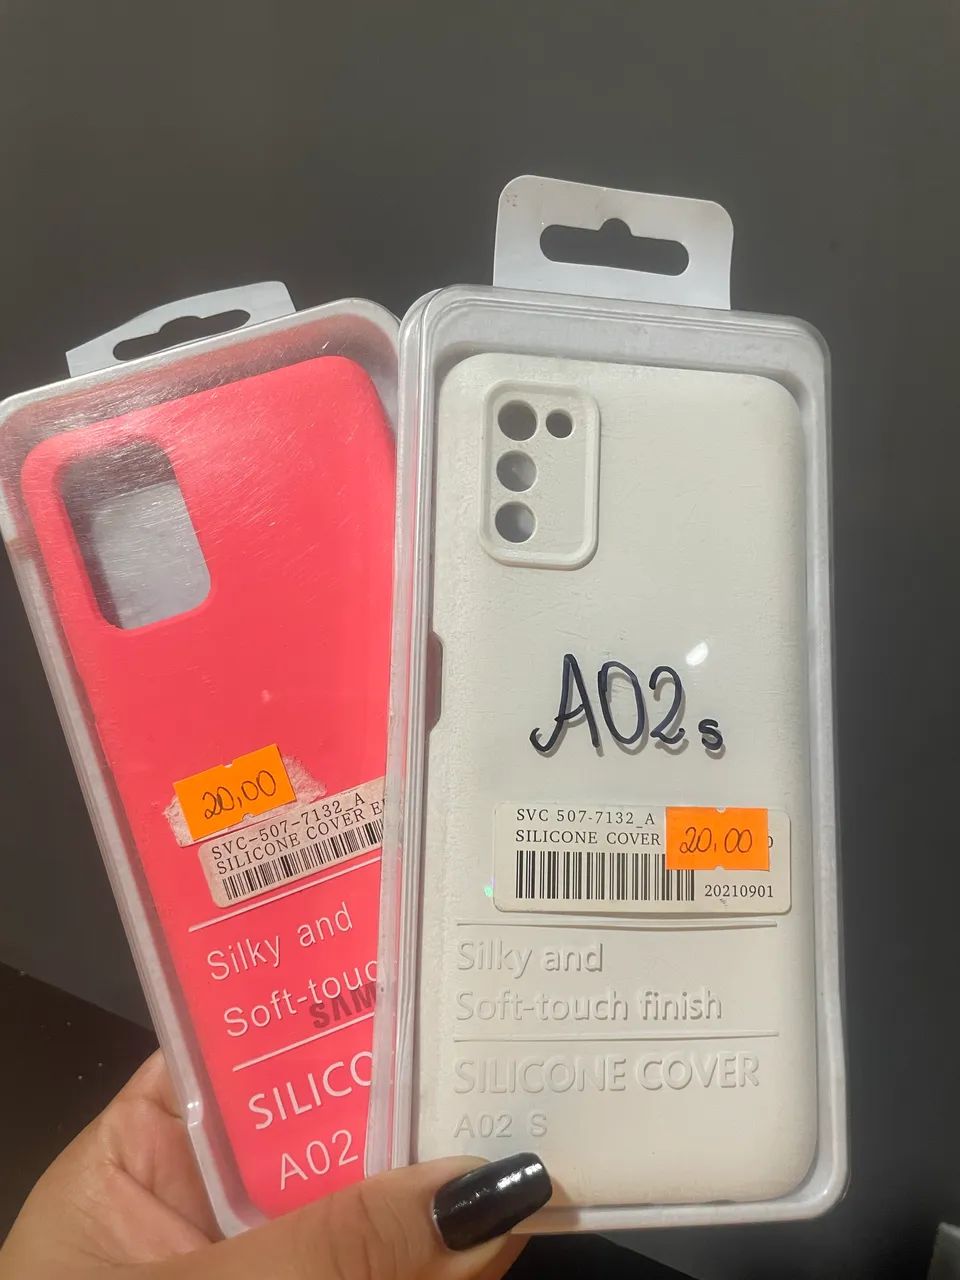 20,00
SVC-507-7132_A
SILICONE COVER
Silky and
Soft-touc
SAM
SILICO
A02
A02s
SVC 507-7132_A
SILICONE COVER
20,00
20210901
Silky and
Soft-touch finish
SILICONE COVER
A02 S